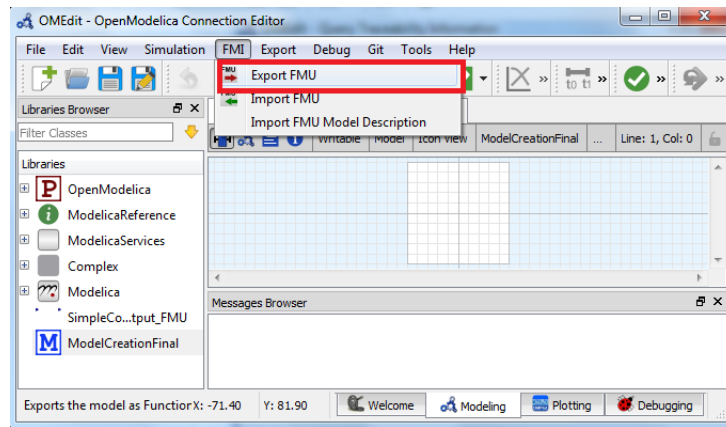 OMEdit - OpenModelica Connection Editor
File Edit View Simulation FMI Export Debug Git Tools Help
FMU Export FMU
Import FMU
Import FMU Model Description
» to t1 » » »
Libraries Browser
Filter Classes
Writable Model Icon View ModelCreationFinal ... Line: 1, Col: 0
Libraries
P OpenModelica
i ModelicaReference
ModelicaServices
Complex
Modelica
SimpleCo...tput_FMU
M ModelCreationFinal
Messages Browser
Exports the model as Function X: -71.40 Y: 81.90 Welcome Modeling Plotting Debugging